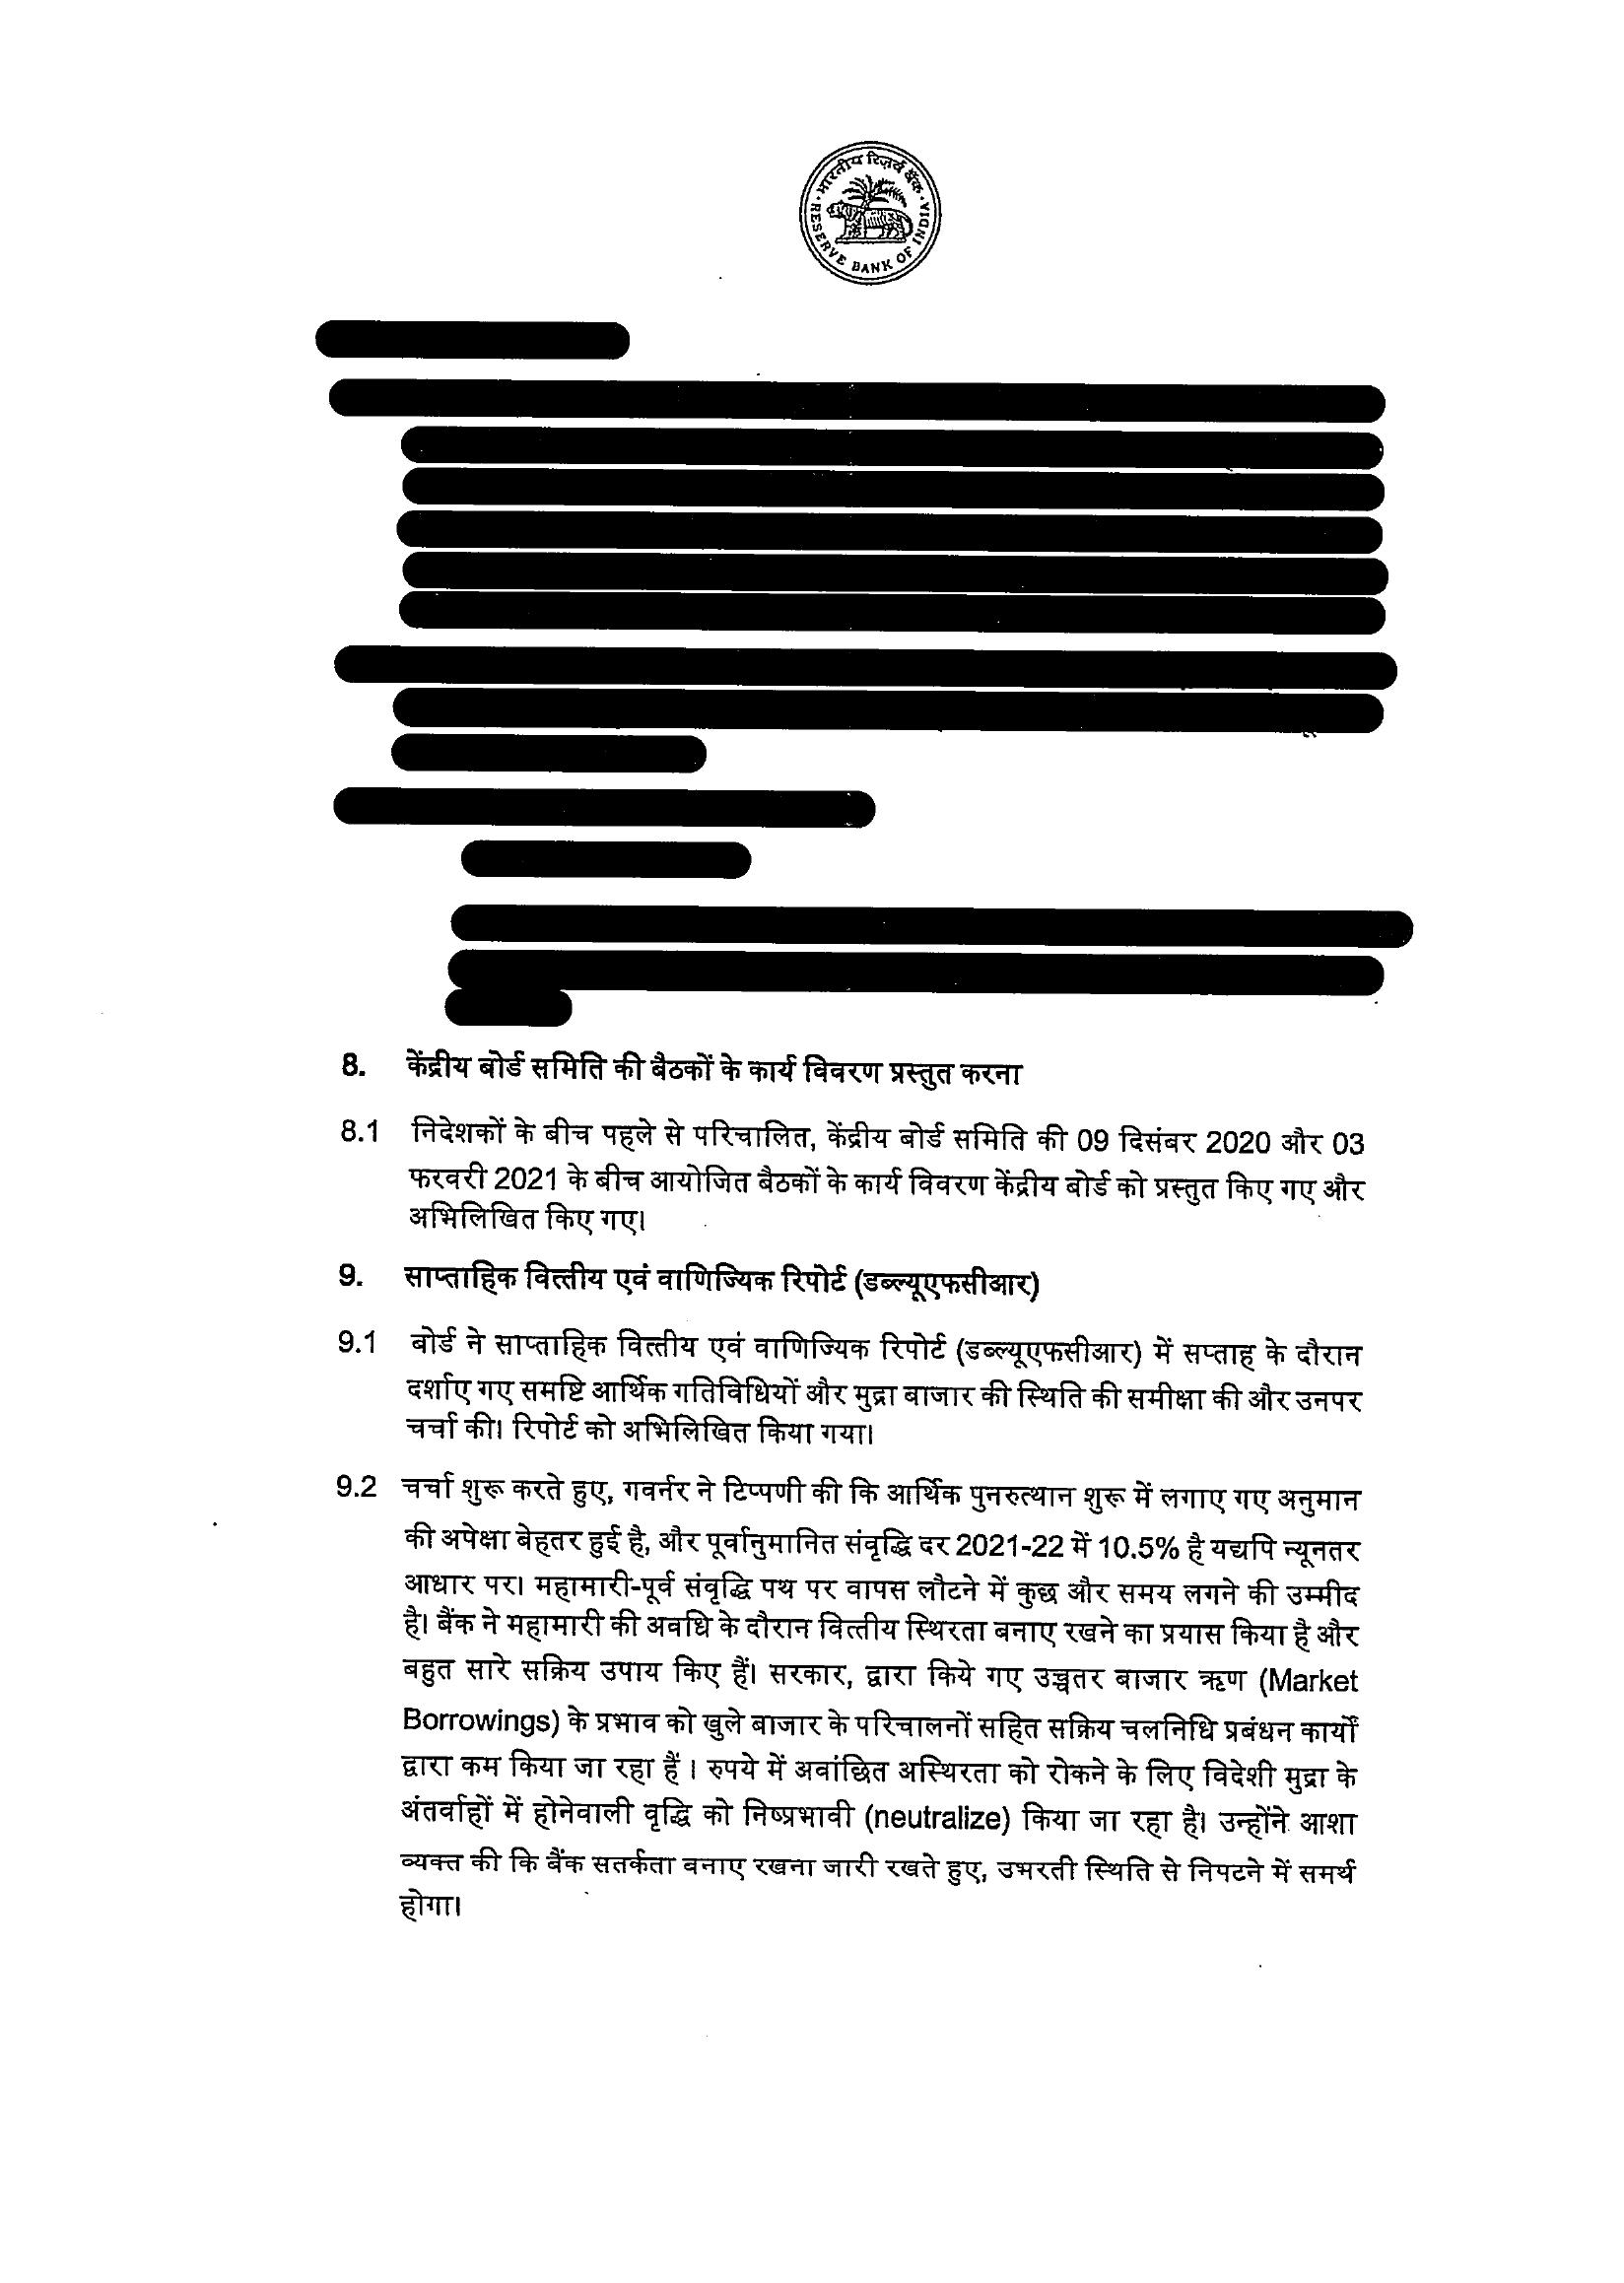 भारतीय रिज़र्व बैंक
RESERVE BANK OF INDIA
8. केंद्रीय बोर्ड समिति की बैठकों के कार्य विवरण प्रस्तुत करना
8.1 निदेशकों के बीच पहले से परिचालित, केंद्रीय बोर्ड समिति की 09 दिसंबर 2020 और 03
फरवरी 2021 के बीच आयोजित बैठकों के कार्य विवरण केंद्रीय बोर्ड को प्रस्तुत किए गए और
अभिलिखित किए गए।
9. साप्ताहिक वित्तीय एवं वाणिज्यिक रिपोर्ट (डब्ल्यूएफसीआर)
9.1 बोर्ड ने साप्ताहिक वित्तीय एवं वाणिज्यिक रिपोर्ट (डब्ल्यूएफसीआर) में सप्ताह के दौरान
दर्शाए गए समष्टि आर्थिक गतिविधियों और मुद्रा बाजार की स्थिति की समीक्षा की और उनपर
चर्चा की। रिपोर्ट को अभिलिखित किया गया।
9.2 चर्चा शुरू करते हुए, गवर्नर ने टिप्पणी की कि आर्थिक पुनरुत्थान शुरू में लगाए गए अनुमान
की अपेक्षा बेहतर हुई है, और पूर्वानुमानित संवृद्धि दर 2021-22 में 10.5% है यद्यपि न्यूनतर
आधार पर। महामारी-पूर्व संवृद्धि पथ पर वापस लौटने में कुछ और समय लगने की उम्मीद
है। बैंक ने महामारी की अवधि के दौरान वित्तीय स्थिरता बनाए रखने का प्रयास किया है और
बहुत सारे सक्रिय उपाय किए हैं। सरकार, द्वारा किये गए उच्चतर बाजार ऋण (Market
Borrowings) के प्रभाव को खुले बाजार के परिचालनों सहित सक्रिय चलनिधि प्रबंधन कार्यों
द्वारा कम किया जा रहा हैं । रुपये में अवांछित अस्थिरता को रोकने के लिए विदेशी मुद्रा के
अंतर्वाहों में होनेवाली वृद्धि को निष्प्रभावी (neutralize) किया जा रहा है। उन्होंने आशा
व्यक्त की कि बैंक सतर्कता बनाए रखना जारी रखते हुए, उभरती स्थिति से निपटने में समर्थ
होगा।